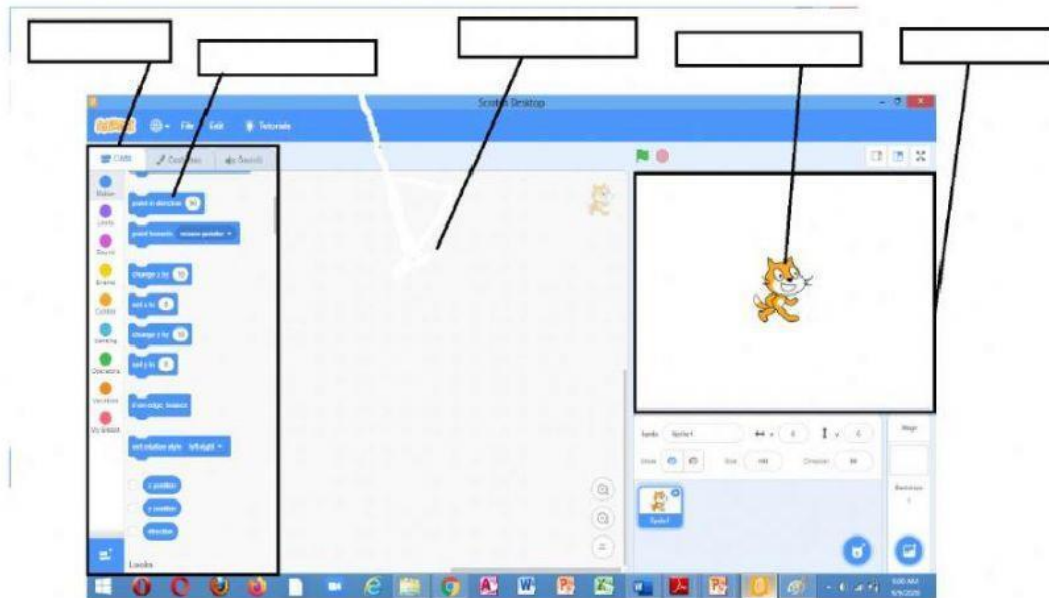 Scratch Desktop
File Edit Tutorials
Code Costumes Sounds
Motion
Looks
Sound
Events
Control
Sensing
Operators
Variables
My Blocks
point in direction 90
point towards mouse-pointer
change x by 10
set x to 0
change y by 10
set y to 0
if on edge, bounce
set rotation style left-right
x position
y position
direction
Looks
Sprite Sprite1 x y
Show Size 100 Direction 90
Sprite1
Stage
Backdrops